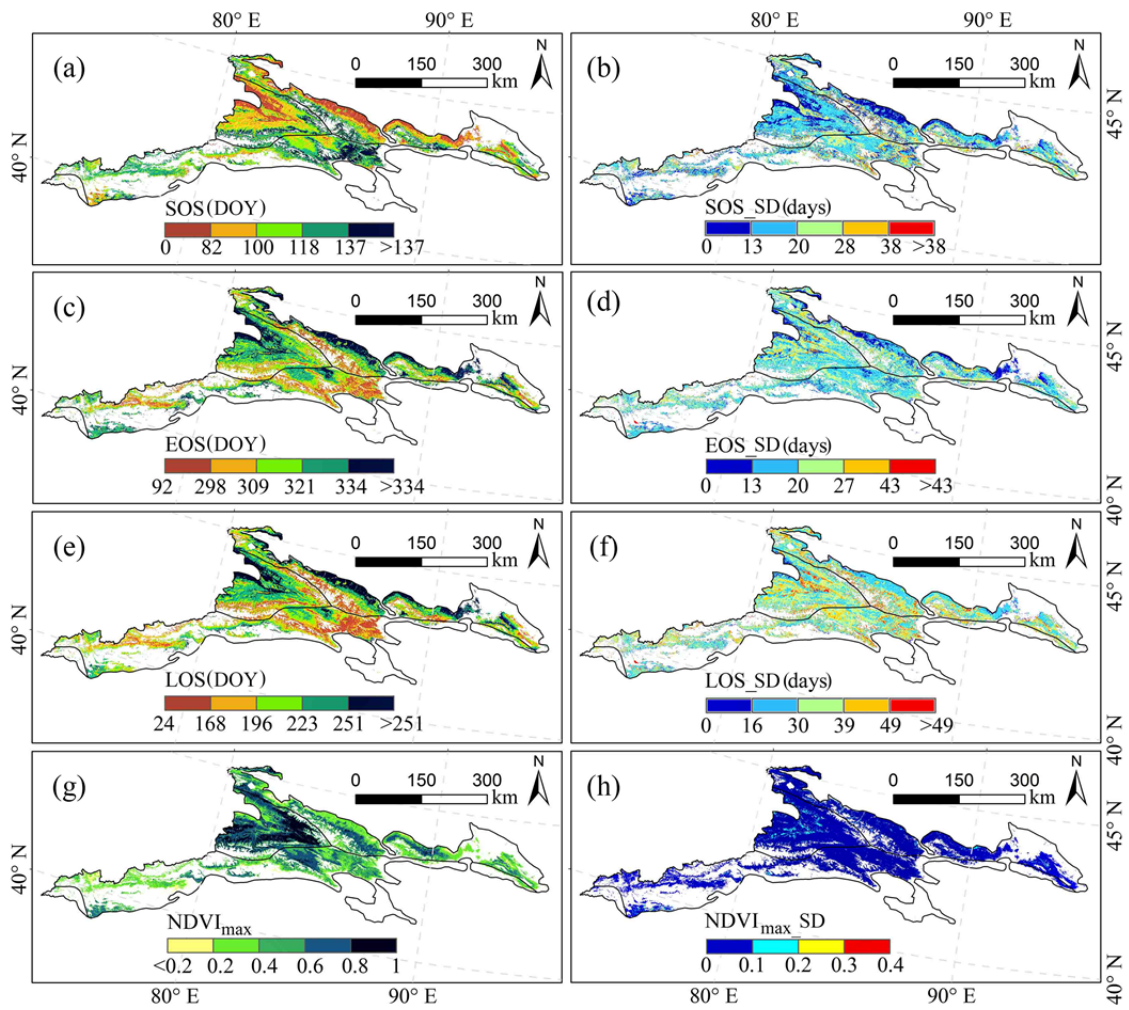 80° E 90° E
(a) 0 150 300 km N
SOS(DOY)
0 82 100 118 137 >137
40° N
(b) 0 150 300 km N
SOS_SD(days)
0 13 20 28 38 >38
45° N
(c) 0 150 300 km N
EOS(DOY)
92 298 309 321 334 >334
40° N
(d) 0 150 300 km N
EOS_SD(days)
0 13 20 27 43 >43
45° N
40° N
(e) 0 150 300 km N
LOS(DOY)
24 168 196 223 251 >251
40° N
(f) 0 150 300 km N
LOS_SD(days)
0 16 30 39 49 >49
45° N
40° N
(g) 0 150 300 km N
NDVImax
<0.2 0.2 0.4 0.6 0.8 1
40° N
(h) 0 150 300 km N
NDVImax_SD
0 0.1 0.2 0.3 0.4
40° N
45° N
40° N
80° E 90° E 80° E 90° E